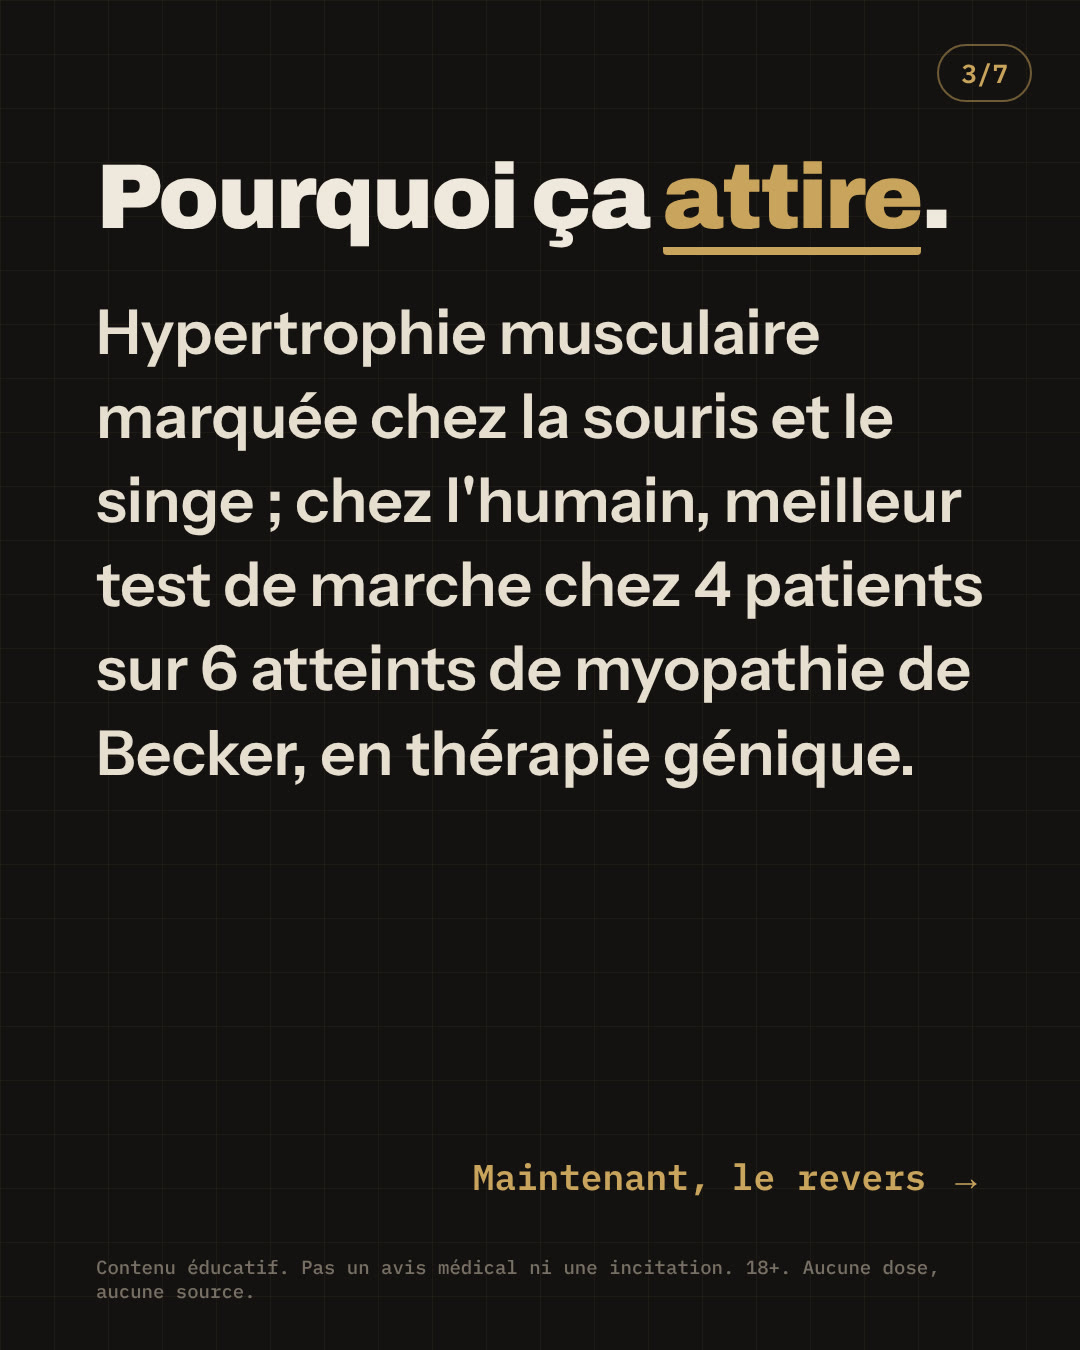 3/7
Pourquoi ça attire.
Hypertrophie musculaire
marquée chez la souris et le
singe ; chez l'humain, meilleur
test de marche chez 4 patients
sur 6 atteints de myopathie de
Becker, en thérapie génique.
Maintenant, le revers →
Contenu éducatif. Pas un avis médical ni une incitation. 18+. Aucune dose,
aucune source.